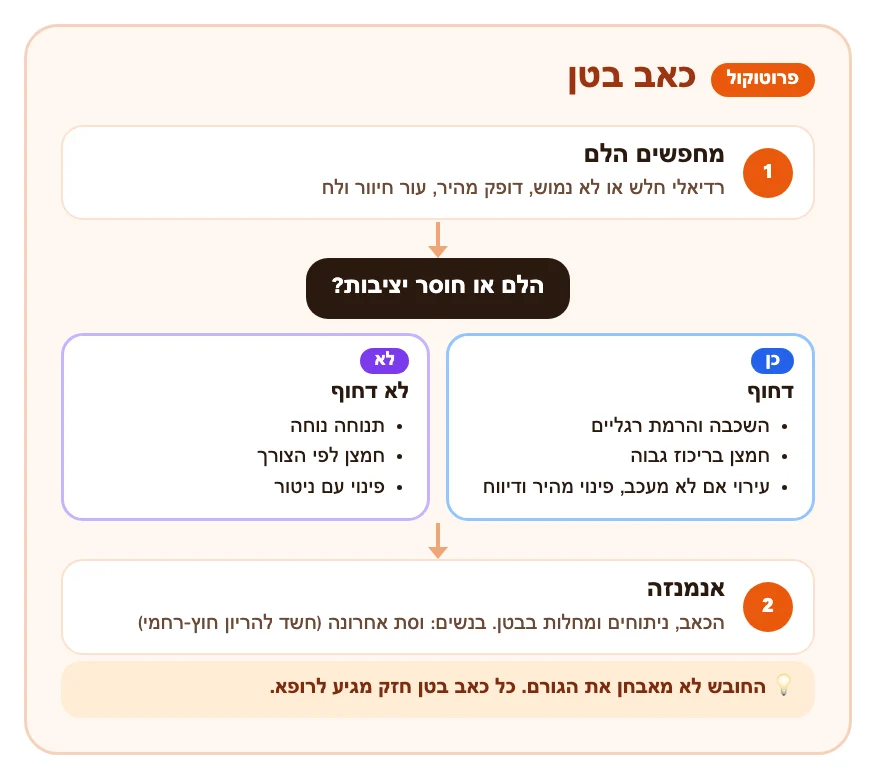 פרוטוקול כאב בטן
1
מחפשים הלם
רדיאלי חלש או לא נמוש, דופק מהיר, עור חיוור ולח
הלם או חוסר יציבות?
כן
דחוף
• השכבה והרמת רגליים
• חמצן בריכוז גבוה
• עירוי אם לא מעכב, פינוי מהיר ודיווח
לא
לא דחוף
• תנוחה נוחה
• חמצן לפי הצורך
• פינוי עם ניטור
2
אנמנזה
הכאב, ניתוחים ומחלות בבטן. בנשים: וסת אחרונה (חשד להריון חוץ-רחמי)
💡 החובש לא מאבחן את הגורם. כל כאב בטן חזק מגיע לרופא.